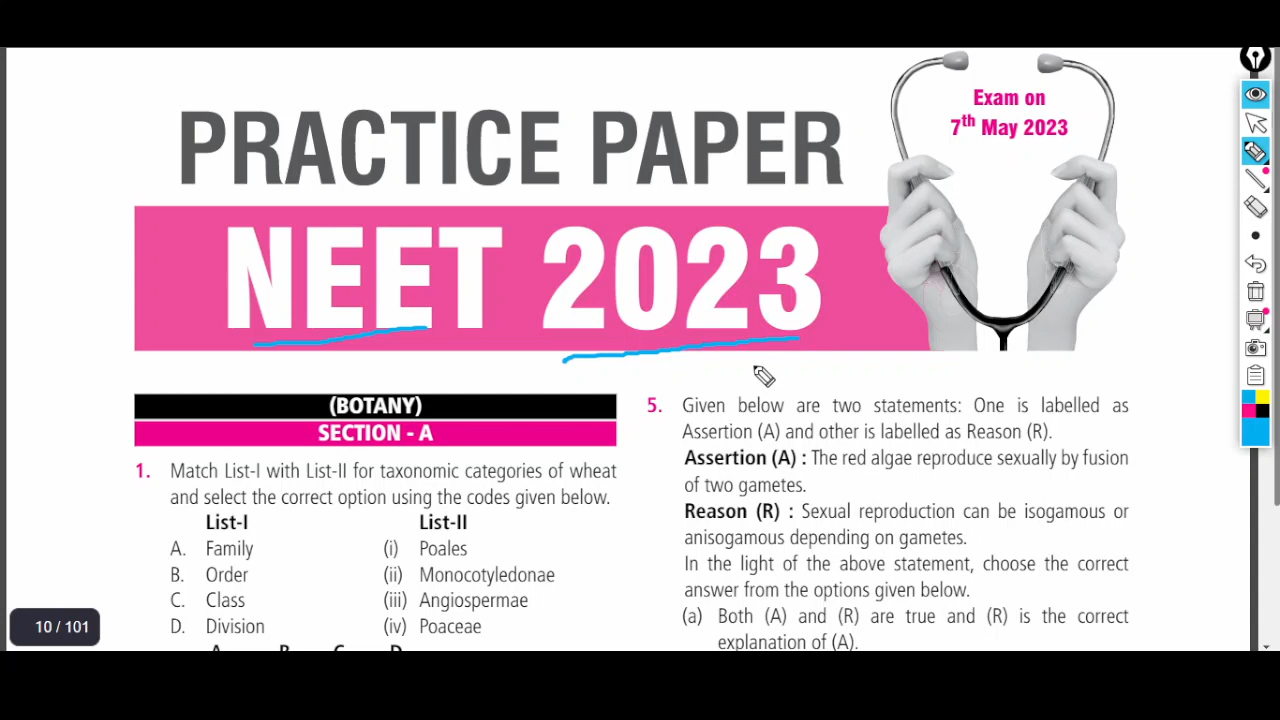 Exam on
7th May 2023
PRACTICE PAPER
NEET 2023
(BOTANY)
SECTION - A
1. Match List-I with List-II for taxonomic categories of wheat
and select the correct option using the codes given below.
List-I List-II
A. Family (i) Poales
B. Order (ii) Monocotyledonae
C. Class (iii) Angiospermae
D. Division (iv) Poaceae
A B C D
5. Given below are two statements: One is labelled as
Assertion (A) and other is labelled as Reason (R).
Assertion (A) : The red algae reproduce sexually by fusion
of two gametes.
Reason (R) : Sexual reproduction can be isogamous or
anisogamous depending on gametes.
In the light of the above statement, choose the correct
answer from the options given below.
(a) Both (A) and (R) are true and (R) is the correct
explanation of (A).
10 / 101